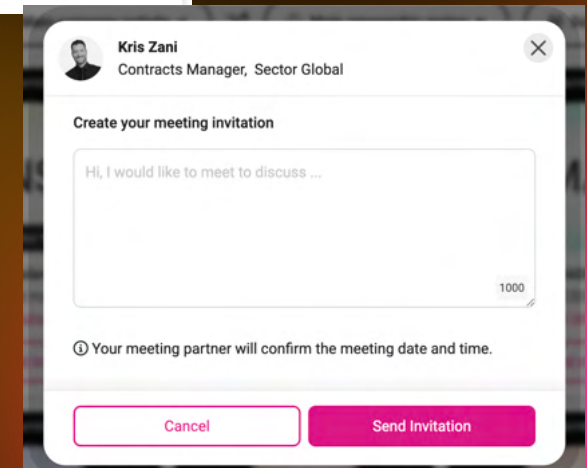 Kris Zani
Contracts Manager, Sector Global
Create your meeting invitation
Hi, I would like to meet to discuss ...
1000
Your meeting partner will confirm the meeting date and time.
Cancel
Send Invitation